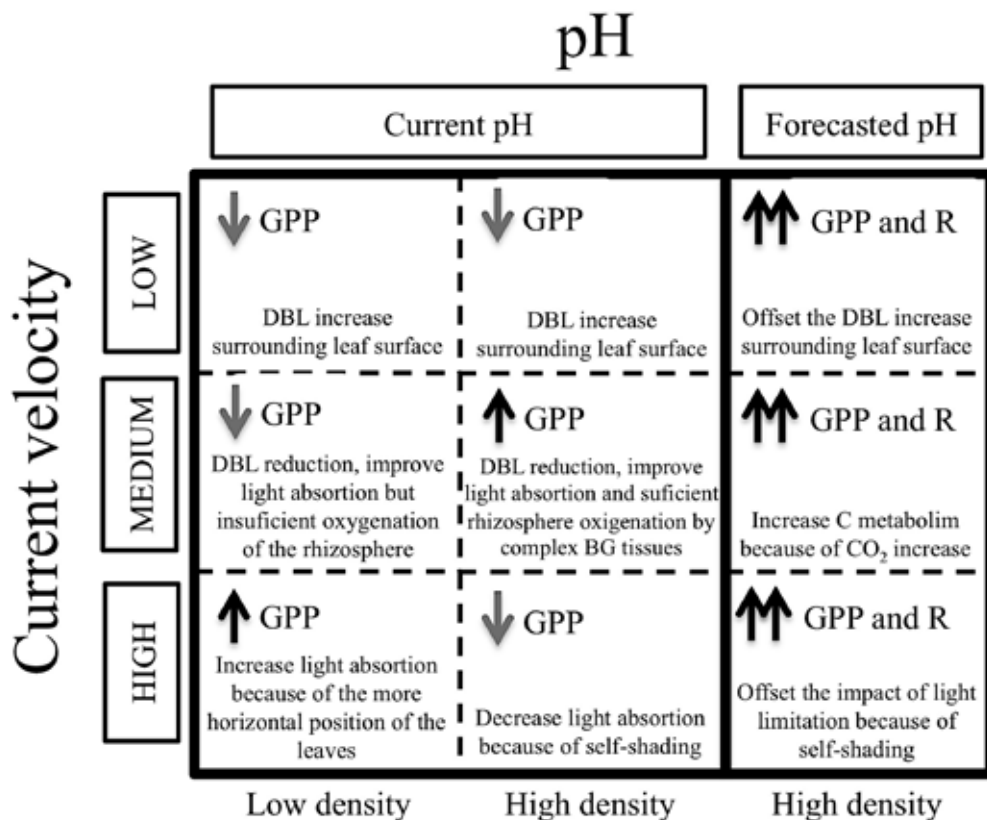 pH
Current pH
Forecasted pH
Current velocity
LOW
GPP
DBL increase
surrounding leaf surface
GPP
DBL increase
surrounding leaf surface
GPP and R
Offset the DBL increase
surrounding leaf surface
MEDIUM
GPP
DBL reduction, improve
light absortion but
insuficient oxygenation
of the rhizosphere
GPP
DBL reduction, improve
light absortion and suficient
rhizosphere oxigenation by
complex BG tissues
GPP and R
Increase C metabolim
because of CO₂ increase
HIGH
GPP
Increase light absortion
because of the more
horizontal position of the
leaves
GPP
Decrease light absortion
because of self-shading
GPP and R
Offset the impact of light
limitation because of
self-shading
Low density
High density
High density